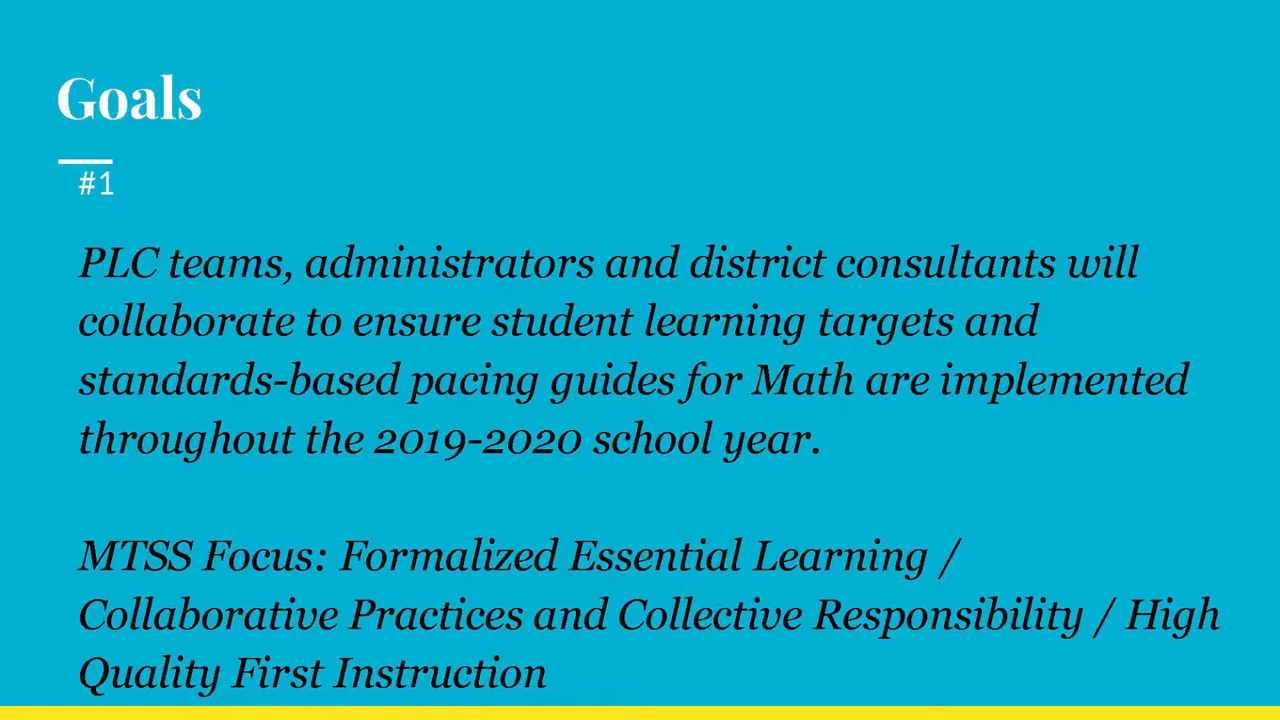 Goals
#1
PLC teams, administrators and district consultants will
collaborate to ensure student learning targets and
standards-based pacing guides for Math are implemented
throughout the 2019-2020 school year.
MTSS Focus: Formalized Essential Learning /
Collaborative Practices and Collective Responsibility / High
Quality First Instruction